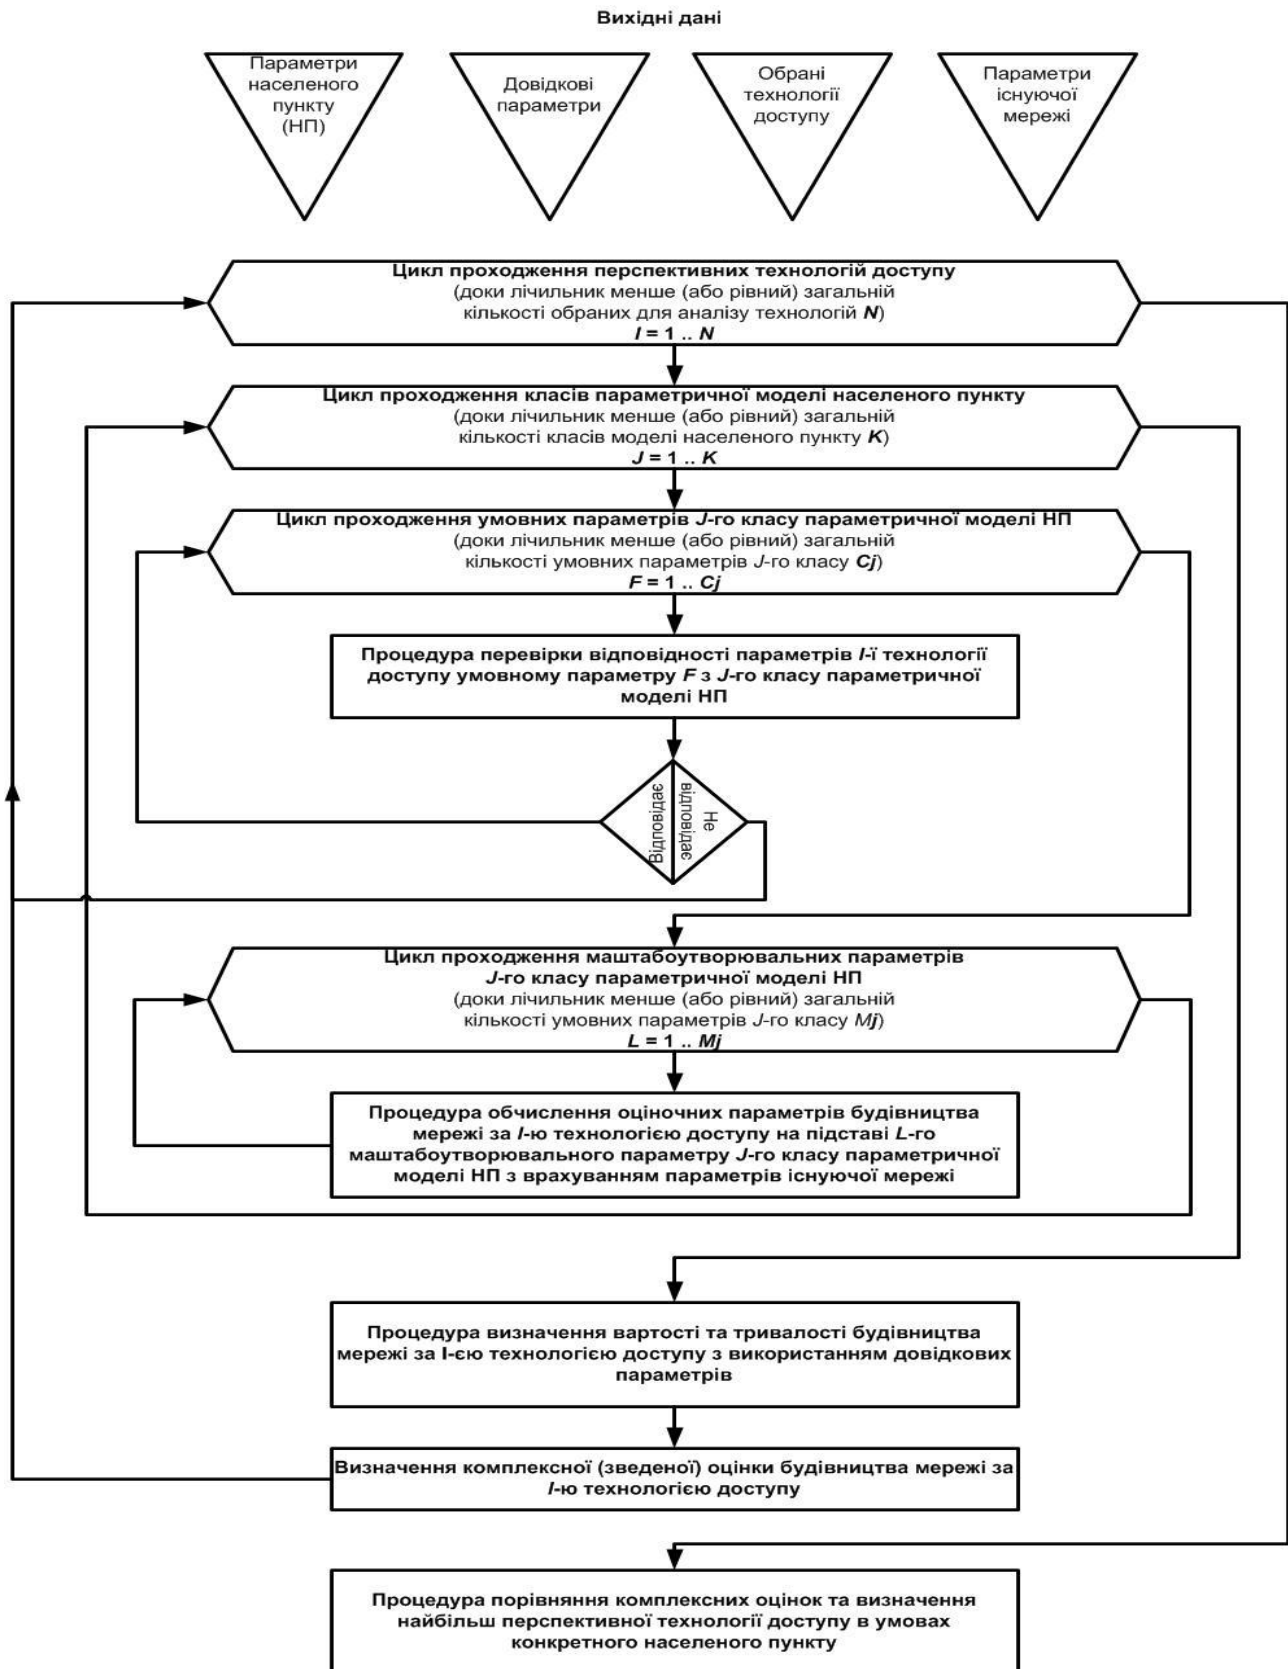 Вихідні дані
Параметри
населеного
пункту
(НП)
Довідкові
параметри
Обрані
технології
доступу
Параметри
існуючої
мережі
Цикл проходження перспективних технологій доступу
(доки лічильник менше (або рівний) загальній
кількості обраних для аналізу технологій N)
I = 1 .. N
Цикл проходження класів параметричної моделі населеного пункту
(доки лічильник менше (або рівний) загальній
кількості класів моделі населеного пункту K)
J = 1 .. K
Цикл проходження умовних параметрів J-го класу параметричної моделі НП
(доки лічильник менше (або рівний) загальній
кількості умовних параметрів J-го класу Cj)
F = 1 .. Cj
Процедура перевірки відповідності параметрів I-ї технології
доступу умовному параметру F з J-го класу параметричної
моделі НП
Відповідає
Не
відповідає
Цикл проходження маштабоутворювальних параметрів
J-го класу параметричної моделі НП
(доки лічильник менше (або рівний) загальній
кількості умовних параметрів J-го класу Mj)
L = 1 .. Mj
Процедура обчислення оціночних параметрів будівництва
мережі за I-ю технологією доступу на підставі L-го
маштабоутворювального параметру J-го класу параметричної
моделі НП з врахуванням параметрів існуючої мережі
Процедура визначення вартості та тривалості будівництва
мережі за I-єю технологією доступу з використанням довідкових
параметрів
Визначення комплексної (зведеної) оцінки будівництва мережі за
I-ю технологією доступу
Процедура порівняння комплексних оцінок та визначення
найбільш перспективної технології доступу в умовах
конкретного населеного пункту